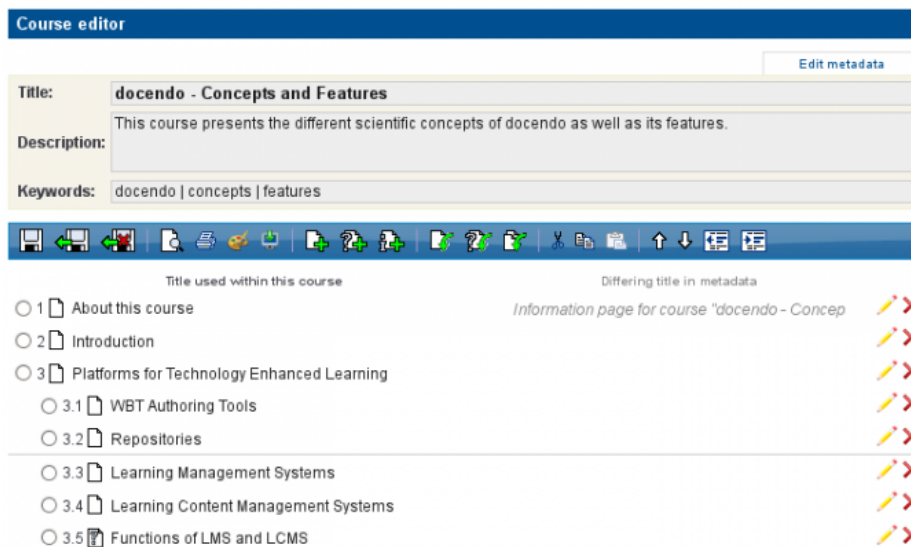 Course editor
Edit metadata
Title: docendo - Concepts and Features
Description: This course presents the different scientific concepts of docendo as well as its features.
Keywords: docendo | concepts | features
Title used within this course Differing title in metadata
1 About this course Information page for course "docendo - Concep
2 Introduction
3 Platforms for Technology Enhanced Learning
3.1 WBT Authoring Tools
3.2 Repositories
3.3 Learning Management Systems
3.4 Learning Content Management Systems
3.5 Functions of LMS and LCMS